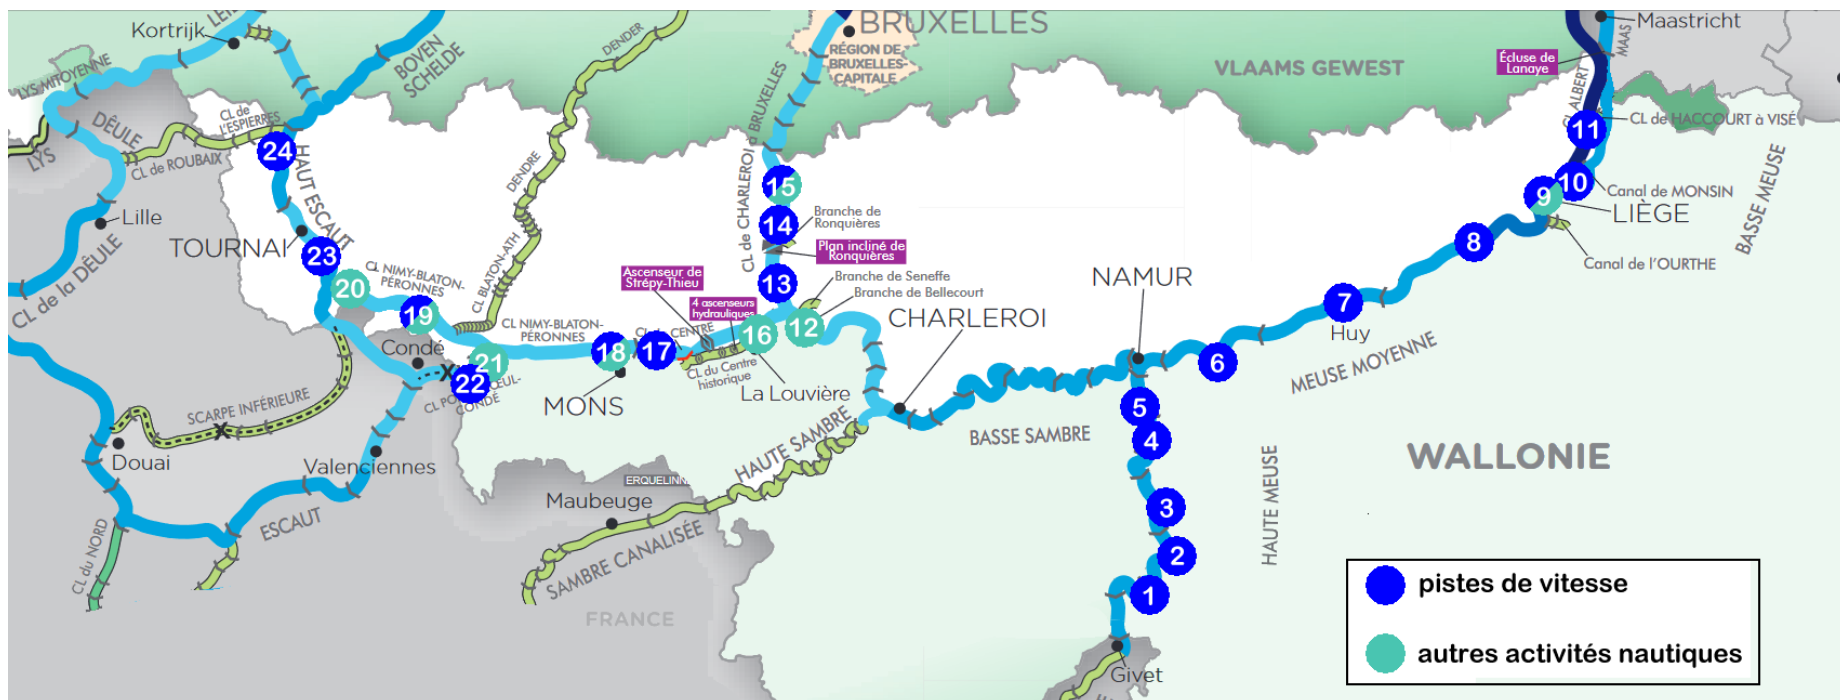 Kortrijk
LYS MITOYENNE
LYS
DÊULE
CL de
L'ESPIERRES
CL de ROUBAIX
BOVEN
SCHELDE
DENDER
BRUXELLES
RÉGION DE
BRUXELLES-
CAPITALE
VLAAMS GEWEST
Maastricht
MAAS
Écluse de
Lanaye
ALBERT
CL de HACCOURT à VISÉ
11
24
HAUT ESCAUT
Lille
CL de la DÊULE
TOURNAI
23
DENDRE
CL BLATON-ATH
CL de CHARLEROI à BRUXELLES
15
14
Branche de
Ronquières
Plan incliné de
Ronquières
10
9
Canal de MONSIN
LIÈGE
BASSE MEUSE
8
Canal de l'OURTHE
20
CL NIMY-BLATON-
PÉRONNES
19
Ascenseur de
Strépy-Thieu
13
Branche de Seneffe
Branche de Bellecourt
4 ascenseurs
hydrauliques
NAMUR
7
Huy
CL NIMY-BLATON-
PÉRONNES
CENTRE
16
12
CHARLEROI
Condé
21
22
18
17
CL du Centre
historique
La Louvière
MONS
CONDÉ
6
MEUSE MOYENNE
SCARPE INFÉRIEURE
Douai
Valenciennes
HAUTE SAMBRE
BASSE SAMBRE
5
4
WALLONIE
ERQUELINN
Maubeuge
3
HAUTE MEUSE
ESCAUT
CL du NORD
SAMBRE CANALISÉE
2
1
FRANCE
Givet
pistes de vitesse
autres activités nautiques